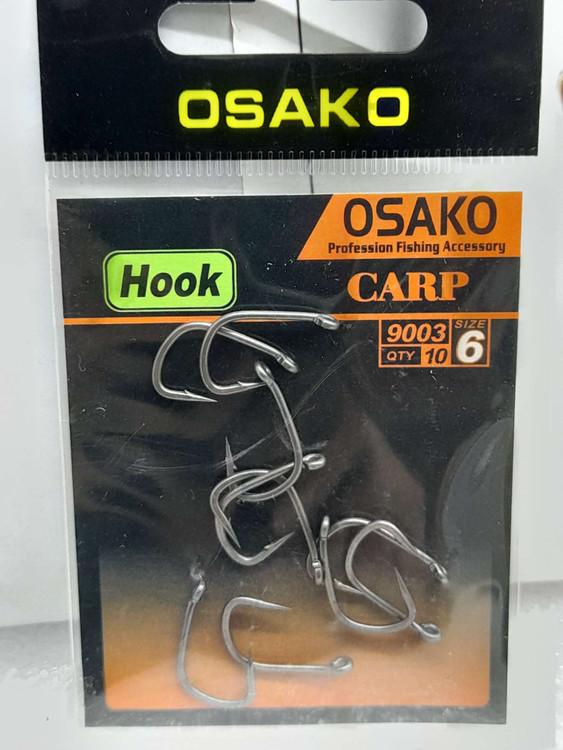 OSAKO
OSAKO
Profession Fishing Accessory
Hook
CARP
9003 SIZE
QTY 10 6